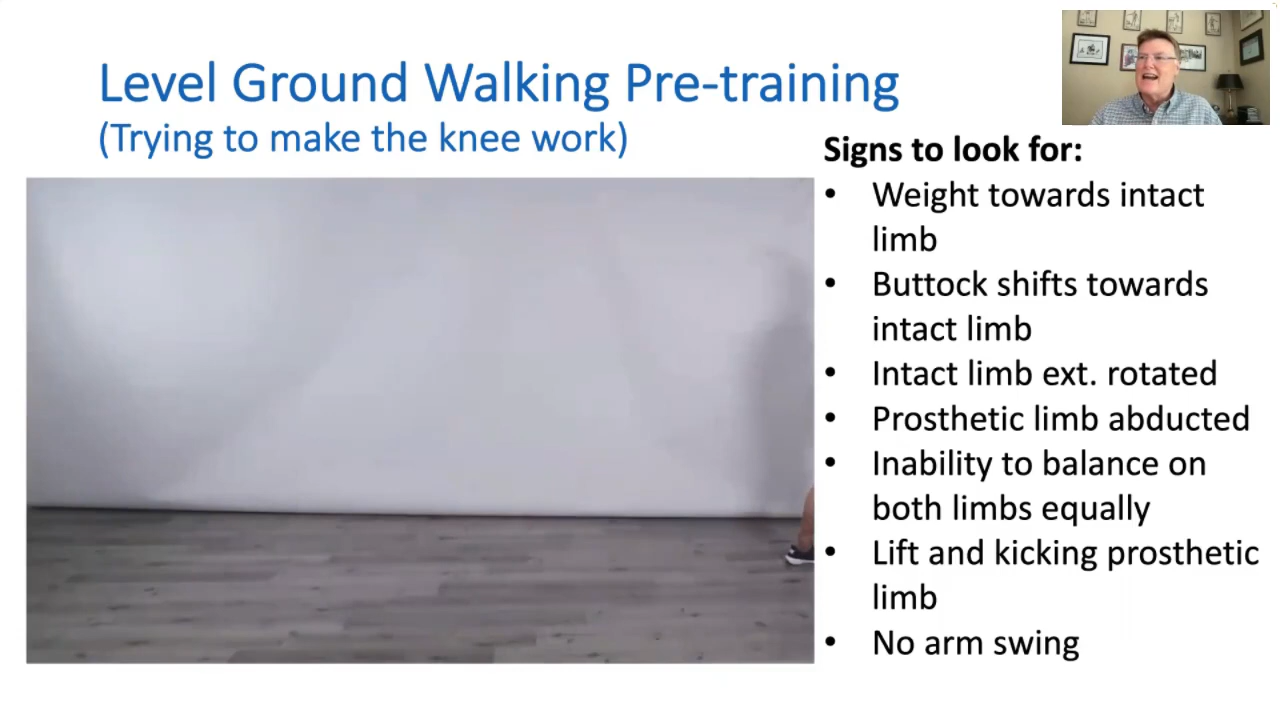 Level Ground Walking Pre-training
(Trying to make the knee work)
Signs to look for:
• Weight towards intact
limb
• Buttock shifts towards
intact limb
• Intact limb ext. rotated
• Prosthetic limb abducted
• Inability to balance on
both limbs equally
• Lift and kicking prosthetic
limb
• No arm swing